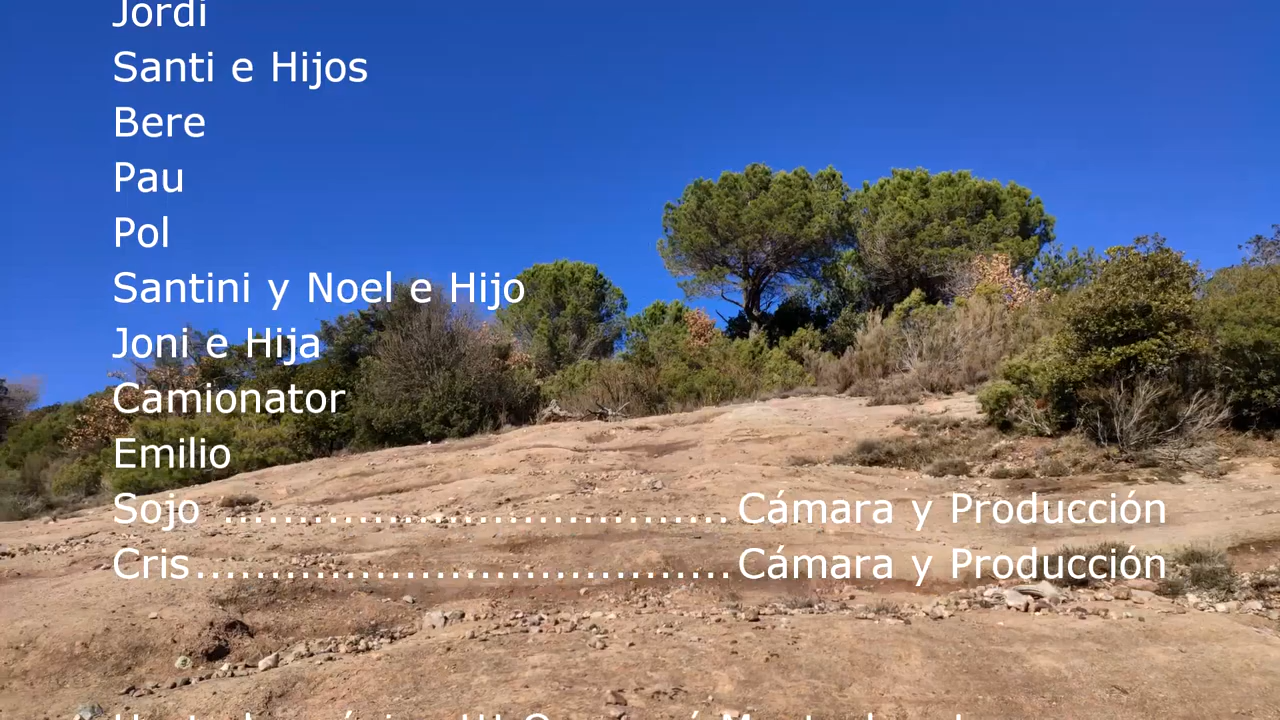 Jordi
Santi e Hijos
Bere
Pau
Pol
Santini y Noel e Hijo
Joni e Hija
Camionator
Emilio
Sojo ..................................Cámara y Producción
Cris....................................Cámara y Producción